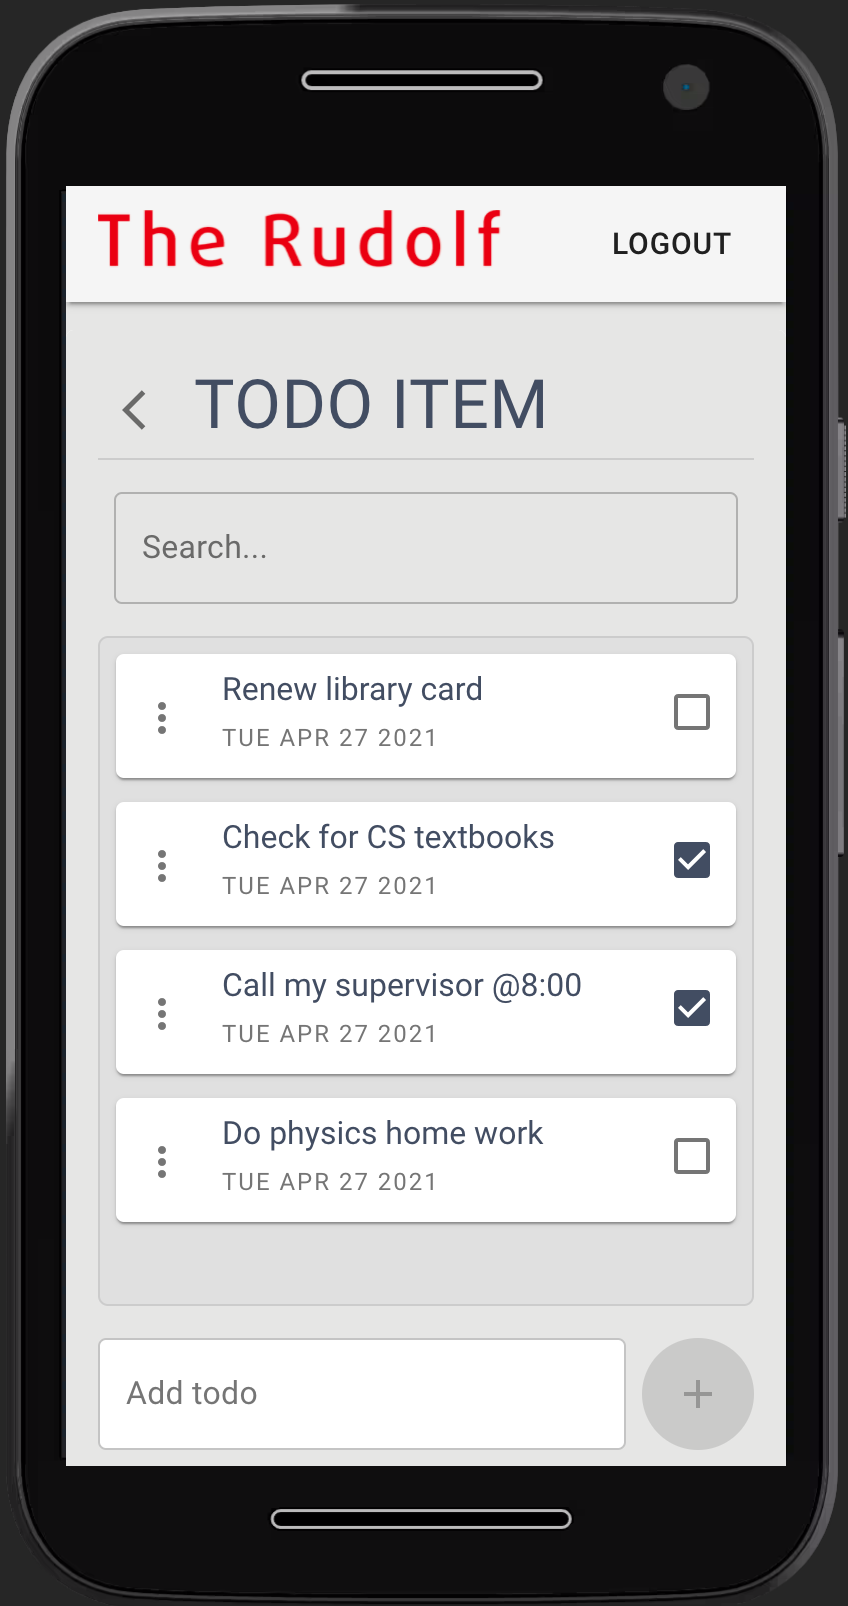 The Rudolf
LOGOUT
TODO ITEM
Search...
Renew library card
TUE APR 27 2021
Check for CS textbooks
TUE APR 27 2021
Call my supervisor @8:00
TUE APR 27 2021
Do physics home work
TUE APR 27 2021
Add todo